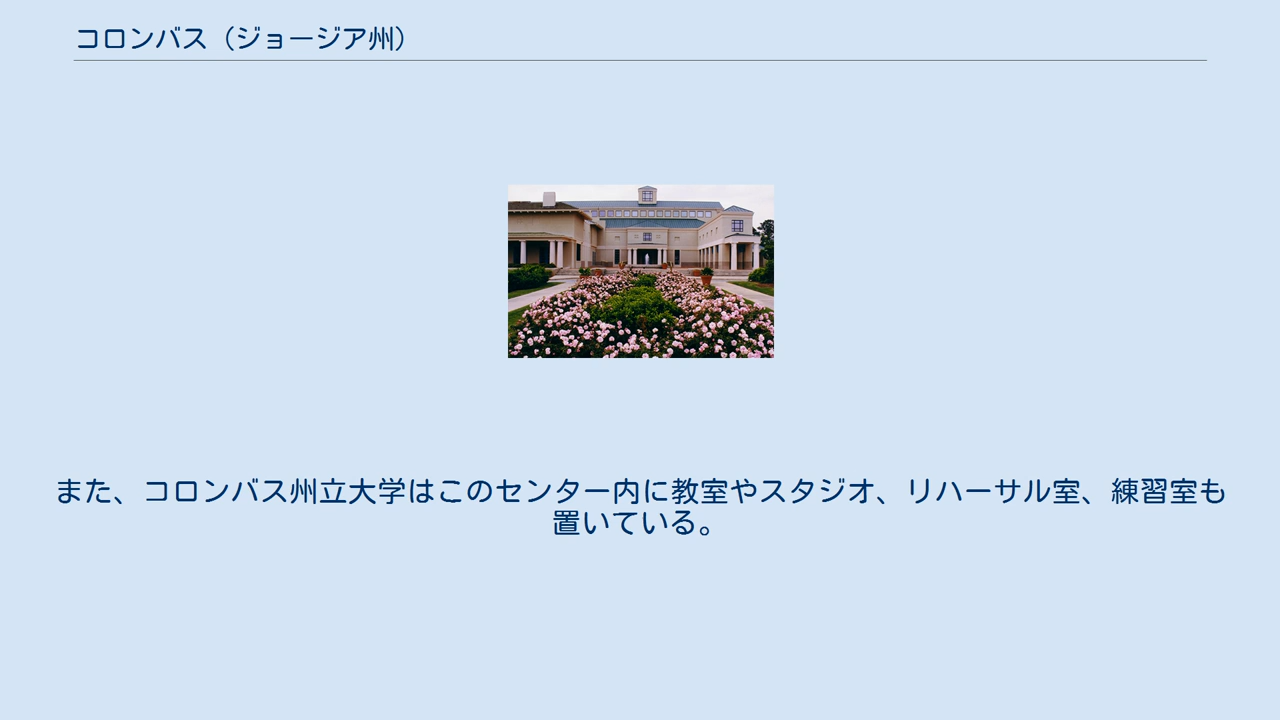 コロンバス（ジョージア州）
また、コロンバス州立大学はこのセンター内に教室やスタジオ、リハーサル室、練習室も
置いている。